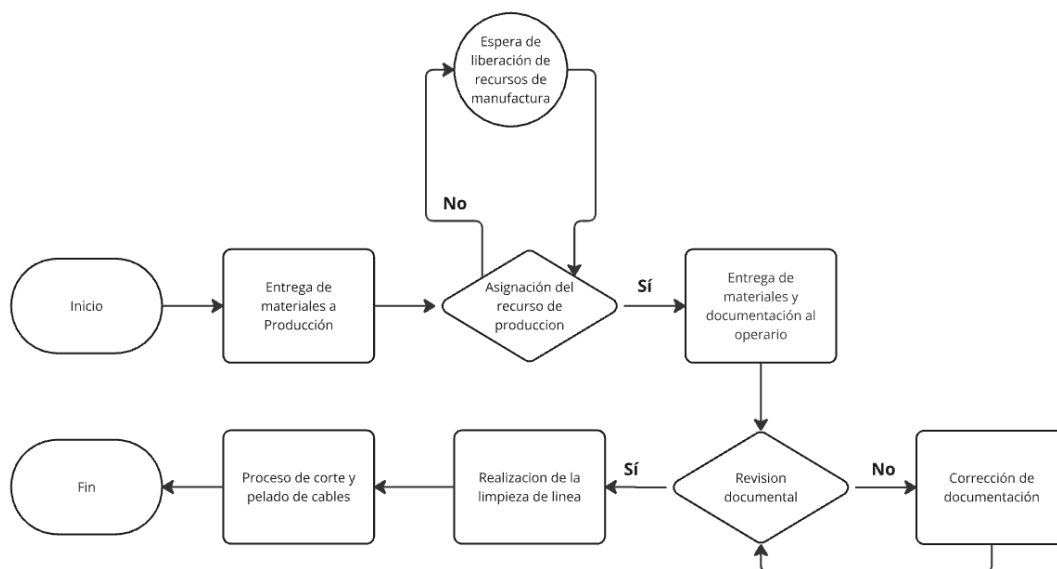 Espera de
liberación de
recursos de
manufactura
No
Inicio
Entrega de
materiales a
Producción
Asignación del
recurso de
produccion
Sí
Entrega de
materiales y
documentación al
operario
Fin
Proceso de corte y
pelado de cables
Realizacion de la
limpieza de linea
Sí
Revision
documental
No
Corrección de
documentación